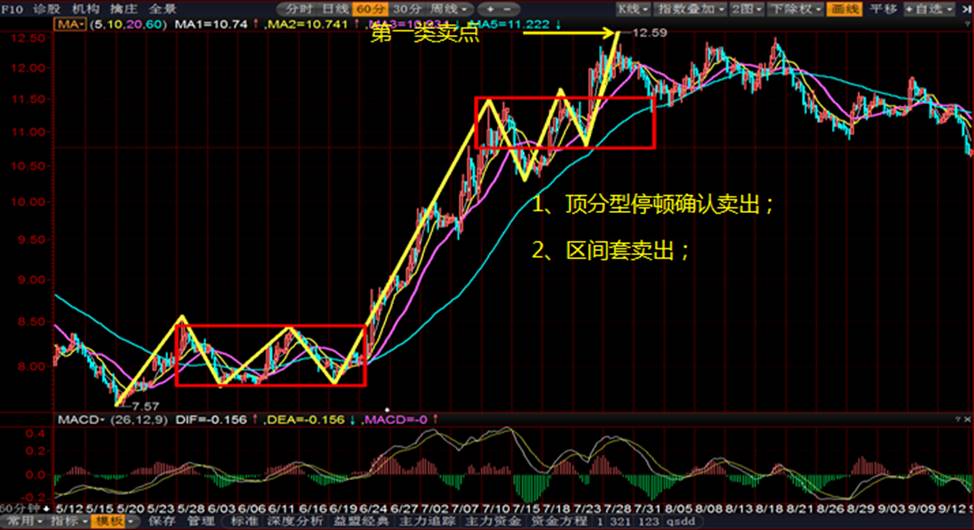 F10 诊股 机构 擒庄 全景 分时 日线 60分 30分 周线 K线 指数叠加 2图 下除权 画线 平移 +自选
MA (5,10,20,60) MA1=10.74 ↑ ,MA2=10.741 ↑ MA5=11.222 ↓
第一类卖点
12.59
12.50
12.00
11.50
11.00
10.50
10.00
9.50
9.00
8.50
8.00
1、顶分型停顿确认卖出；
2、区间套卖出；
7.57
MACD (26,12,9) DIF=-0.156 ↑ ,DEA=-0.156 ↓ ,MACD=-0 ↑
0.4
0.2
0.0
-0.2
60分钟 5/12 5/15 5/20 5/23 5/28 6/03 6/06 6/11 6/16 6/19 6/24 6/27 7/02 7/07 7/10 7/15 7/18 7/23 7/28 7/31 8/05 8/08 8/13 8/18 8/21 8/26 8/29 9/03 9/09 9/12
常用 指标 模板 保存 管理 标准 深度分析 益盟经典 主力追踪 主力资金 资金方程 1 321 123 qsdd